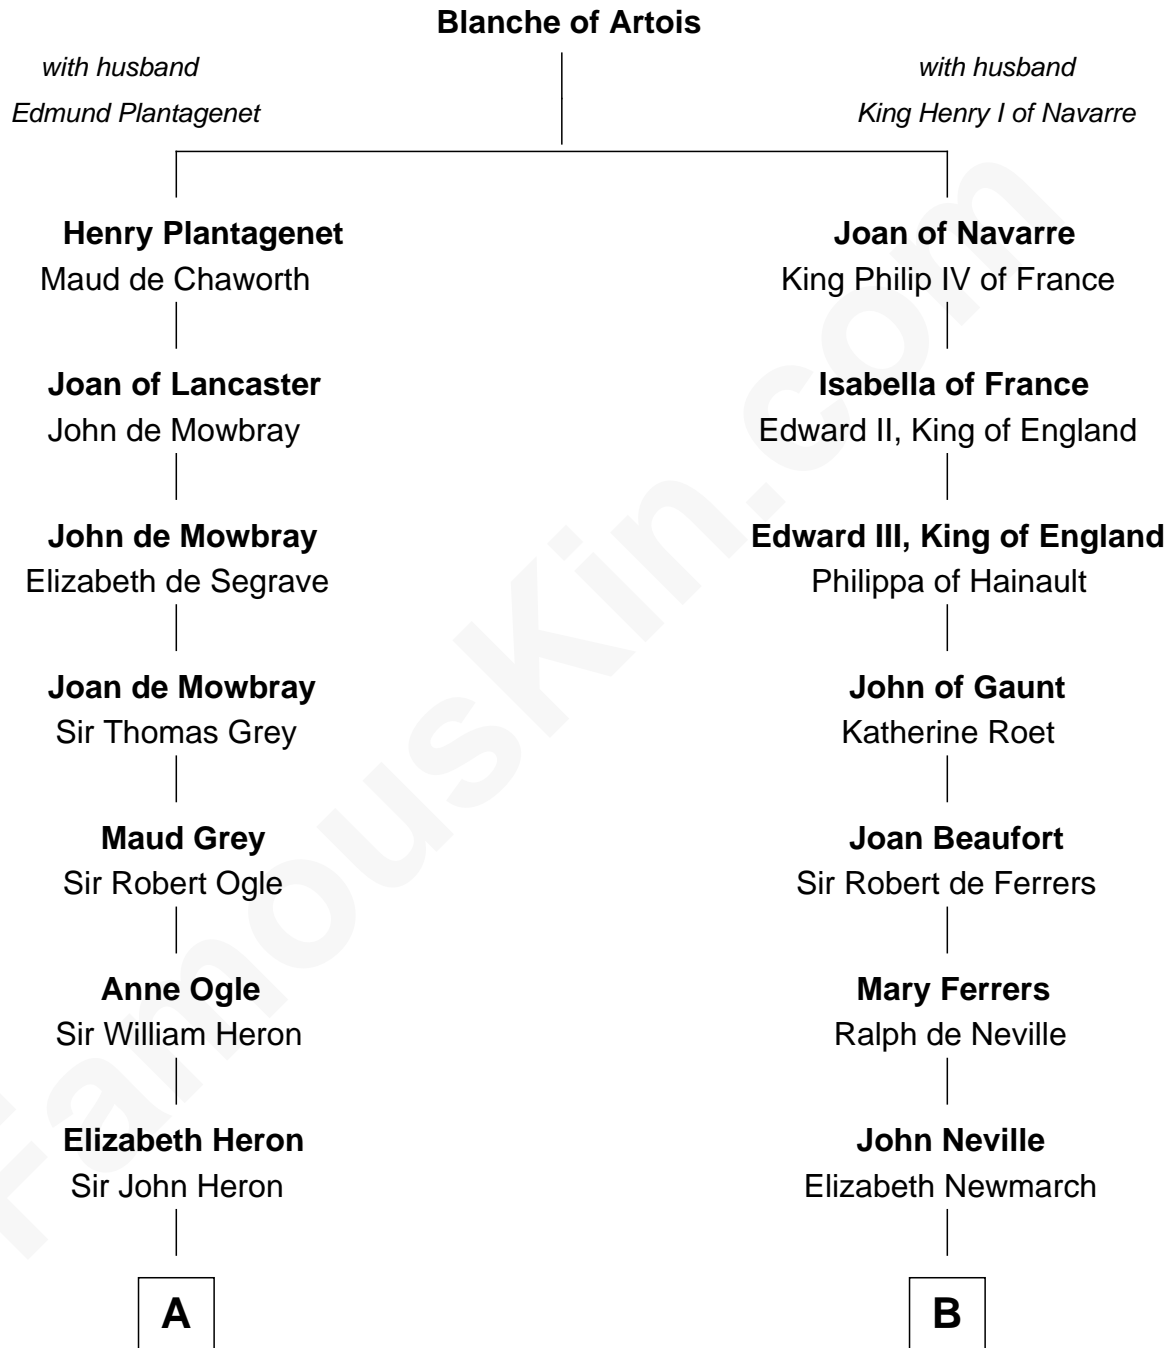 Blanche of Artois
with husband
Edmund Plantagenet
with husband
King Henry I of Navarre
Henry Plantagenet
Maud de Chaworth
Joan of Navarre
King Philip IV of France
Joan of Lancaster
John de Mowbray
Isabella of France
Edward II, King of England
John de Mowbray
Elizabeth de Segrave
Edward III, King of England
Philippa of Hainault
Joan de Mowbray
Sir Thomas Grey
John of Gaunt
Katherine Roet
Maud Grey
Sir Robert Ogle
Joan Beaufort
Sir Robert de Ferrers
Anne Ogle
Sir William Heron
Mary Ferrers
Ralph de Neville
Elizabeth Heron
Sir John Heron
John Neville
Elizabeth Newmarch
A
B
FamousKin.com